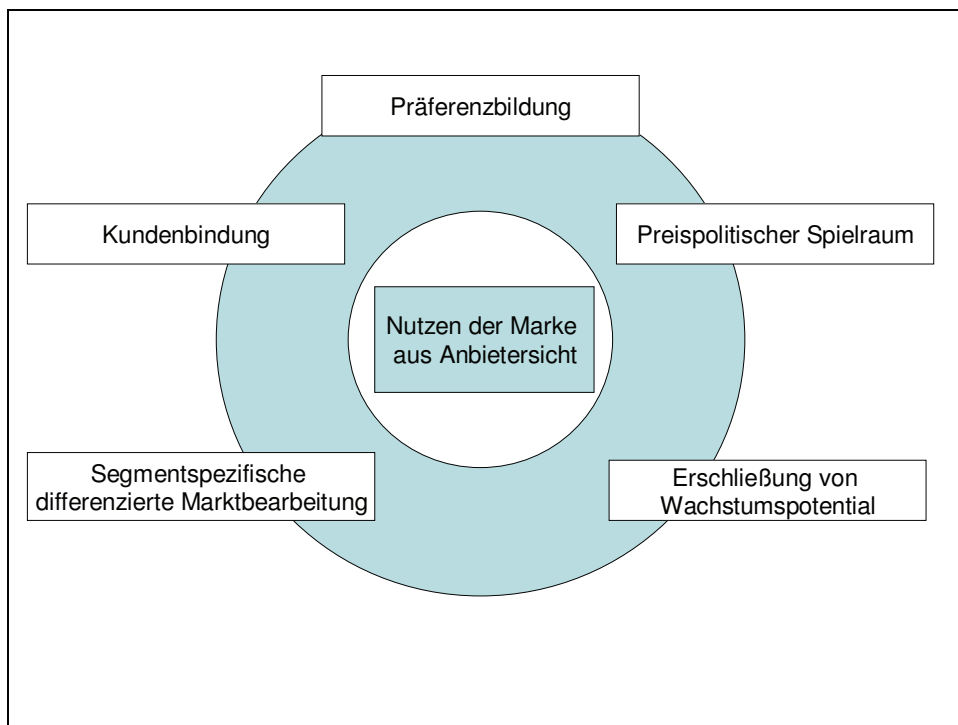 Präferenzbildung
Kundenbindung
Preispolitischer Spielraum
Nutzen der Marke
aus Anbietersicht
Segmentspezifische
differenzierte Marktbearbeitung
Erschließung von
Wachstumspotential